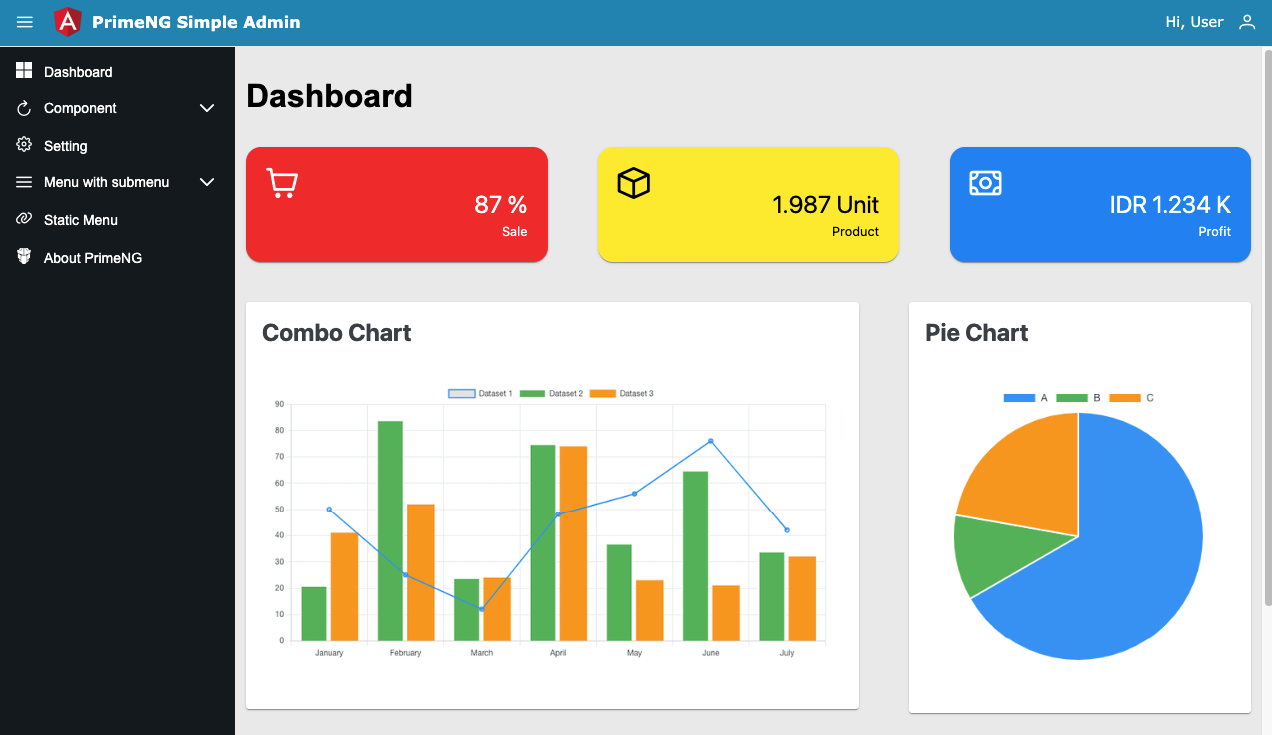 PrimeNG Simple Admin
Hi, User
Dashboard
Component
Setting
Menu with submenu
Static Menu
About PrimeNG
Dashboard
87 %
Sale
1.987 Unit
Product
IDR 1.234 K
Profit
Combo Chart
Dataset 1 Dataset 2 Dataset 3
90
80
70
60
50
40
30
20
10
0
January February March April May June July
Pie Chart
A B C